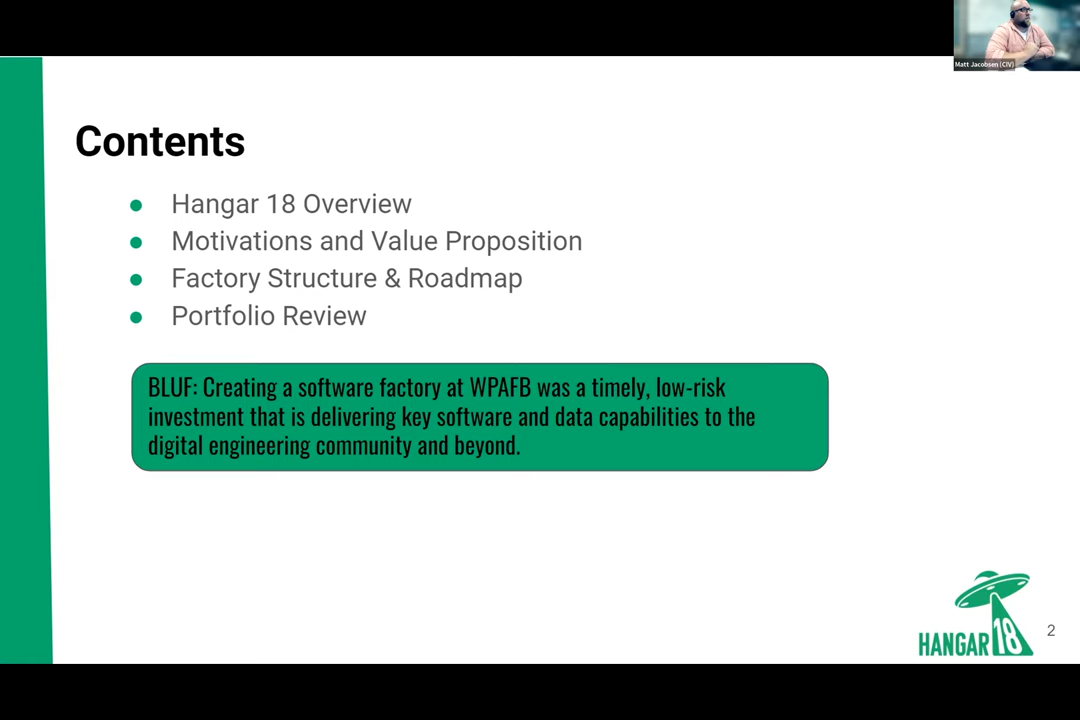 Matt Jacobsen (CIV)
Contents
Hangar 18 Overview
Motivations and Value Proposition
Factory Structure & Roadmap
Portfolio Review
BLUF: Creating a software factory at WPAFB was a timely, low-risk
investment that is delivering key software and data capabilities to the
digital engineering community and beyond.
HANGAR 18
2